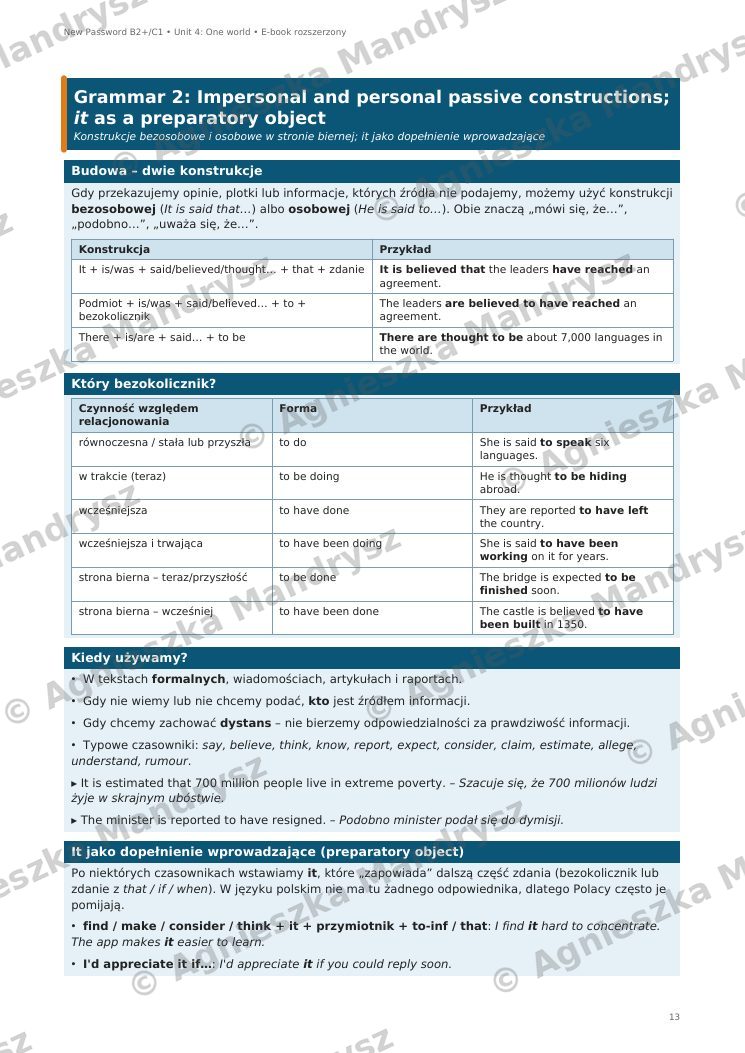 New Password B2+/C1 • Unit 4: One world • E-book rozszerzony
Grammar 2: Impersonal and personal passive constructions;
it as a preparatory object
Konstrukcje bezosobowe i osobowe w stronie biernej; it jako dopełnienie wprowadzające
Budowa – dwie konstrukcje
Gdy przekazujemy opinie, plotki lub informacje, których źródła nie podajemy, możemy użyć konstrukcji
bezosobowej (It is said that…) albo osobowej (He is said to…). Obie znaczą „mówi się, że…”,
„podobno…”, „uważa się, że…”.
Konstrukcja Przykład
It + is/was + said/believed/thought… + that + zdanie It is believed that the leaders have reached an
agreement.
Podmiot + is/was + said/believed… + to + The leaders are believed to have reached an
bezokolicznik agreement.
There + is/are + said… + to be There are thought to be about 7,000 languages in
the world.
Który bezokolicznik?
Czynność względem Forma Przykład
relacjonowania
równoczesna / stała lub przyszła to do She is said to speak six
languages.
w trakcie (teraz) to be doing He is thought to be hiding
abroad.
wcześniejsza to have done They are reported to have left
the country.
wcześniejsza i trwająca to have been doing She is said to have been
working on it for years.
strona bierna – teraz/przyszłość to be done The bridge is expected to be
finished soon.
strona bierna – wcześniej to have been done The castle is believed to have
been built in 1350.
Kiedy używamy?
• W tekstach formalnych, wiadomościach, artykułach i raportach.
• Gdy nie wiemy lub nie chcemy podać, kto jest źródłem informacji.
• Gdy chcemy zachować dystans – nie bierzemy odpowiedzialności za prawdziwość informacji.
• Typowe czasowniki: say, believe, think, know, report, expect, consider, claim, estimate, allege,
understand, rumour.
▸ It is estimated that 700 million people live in extreme poverty. – Szacuje się, że 700 milionów ludzi
żyje w skrajnym ubóstwie.
▸ The minister is reported to have resigned. – Podobno minister podał się do dymisji.
It jako dopełnienie wprowadzające (preparatory object)
Po niektórych czasownikach wstawiamy it, które „zapowiada” dalszą część zdania (bezokolicznik lub
zdanie z that / if / when). W języku polskim nie ma tu żadnego odpowiednika, dlatego Polacy często je
pomijają.
• find / make / consider / think + it + przymiotnik + to-inf / that: I find it hard to concentrate.
The app makes it easier to learn.
• I'd appreciate it if…: I'd appreciate it if you could reply soon.
13
© Agnieszka Mandrysz